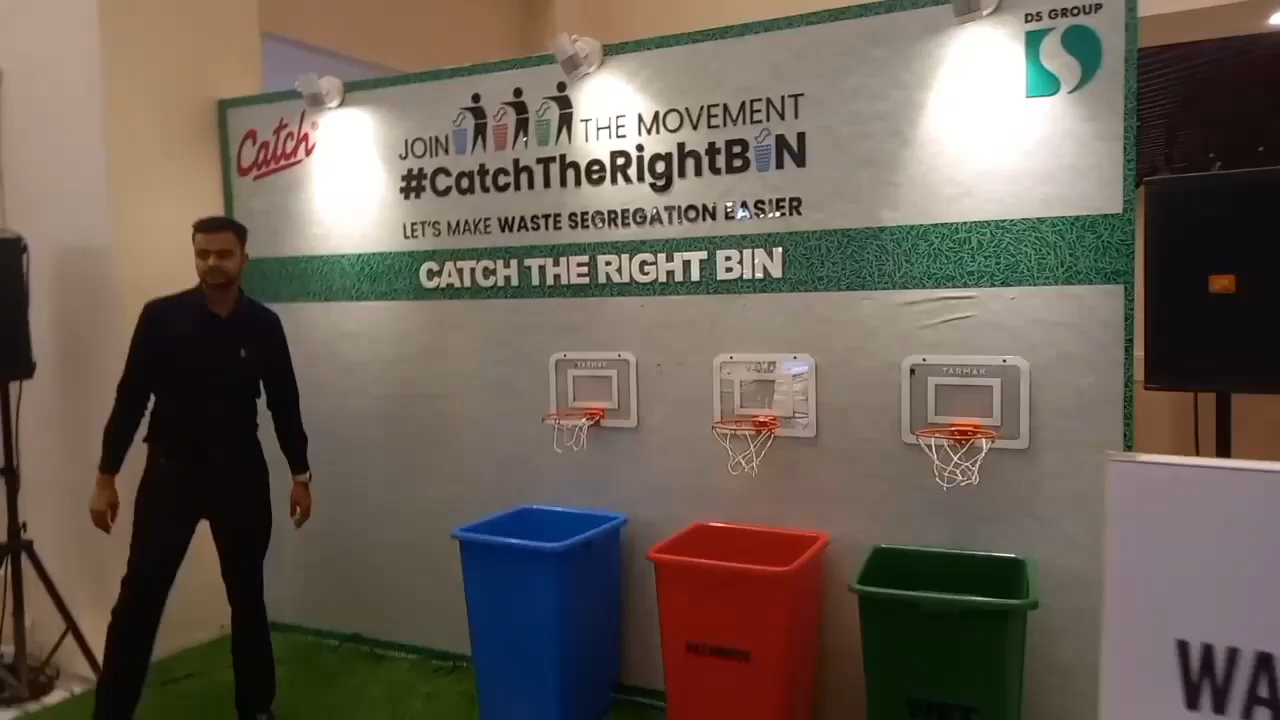 Catch
DS GROUP
JOIN THE MOVEMENT
#CatchTheRightBIN
LET'S MAKE WASTE SEGREGATION EASIER
CATCH THE RIGHT BIN
TARMAK
TARMAK
TARMAK
WA